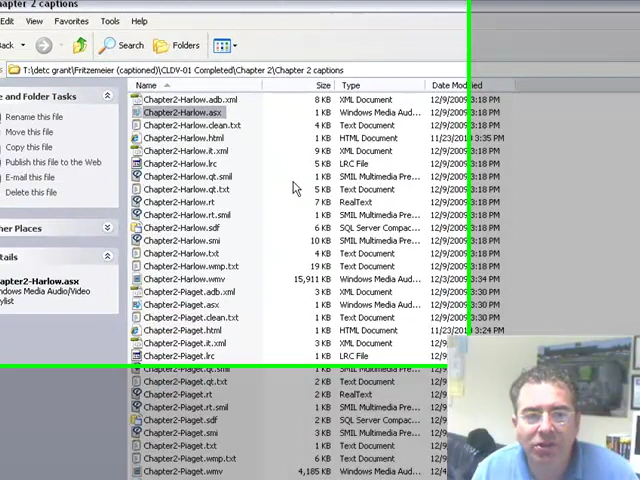 hapter 2 captions
View Favorites Tools Help
Back Search Folders
T:\detc grant\Fritzemeier (captioned)\CLDV-01 Completed\Chapter 2\Chapter 2 captions
e and Folder Tasks
Rename this file
Move this file
Copy this file
Publish this file to the Web
E-mail this file
Delete this file
her Places
tails
hapter2-Harlow.asx
ndows Media Audio/Video
ylist
Name Size Type Date Modified
Chapter2-Harlow.adb.xml 8 KB XML Document 12/9/2009 3:18 PM
Chapter2-Harlow.asx 1 KB Windows Media Aud... 12/9/2009 3:18 PM
Chapter2-Harlow.clean.txt 4 KB Text Document 12/9/2009 3:18 PM
Chapter2-Harlow.html 1 KB HTML Document 11/23/2010 3:35 PM
Chapter2-Harlow.it.xml 9 KB XML Document 12/9/2009 3:18 PM
Chapter2-Harlow.lrc 5 KB LRC File 12/9/2009 3:18 PM
Chapter2-Harlow.qt.smil 1 KB SMIL Multimedia Pre... 12/9/2009 3:18 PM
Chapter2-Harlow.qt.txt 5 KB Text Document 12/9/2009 3:18 PM
Chapter2-Harlow.rt 7 KB RealText 12/9/2009 3:18 PM
Chapter2-Harlow.rt.smil 1 KB SMIL Multimedia Pre... 12/9/2009 3:18 PM
Chapter2-Harlow.sdf 6 KB SQL Server Compac... 12/9/2009 3:18 PM
Chapter2-Harlow.smi 10 KB SMIL Multimedia Pre... 12/9/2009 3:18 PM
Chapter2-Harlow.txt 4 KB Text Document 12/9/2009 3:18 PM
Chapter2-Harlow.wmp.txt 19 KB Text Document 12/9/2009 3:18 PM
Chapter2-Harlow.wmv 15,911 KB Windows Media Aud... 12/9/2009 3:34 PM
Chapter2-Piaget.adb.xml 3 KB XML Document 12/9/2009 3:30 PM
Chapter2-Piaget.asx 1 KB Windows Media Aud... 12/9/2009 3:30 PM
Chapter2-Piaget.clean.txt 1 KB Text Document 12/9/2009 3:30 PM
Chapter2-Piaget.html 1 KB HTML Document 3:24 PM
Chapter2-Piaget.it.xml 3 KB XML Document
Chapter2-Piaget.lrc 1 KB LRC File
Chapter2-Piaget.qt.smil 1 KB SMIL Multimedia Pre...
Chapter2-Piaget.qt.txt 2 KB Text Document
Chapter2-Piaget.rt 2 KB RealText
Chapter2-Piaget.rt.smil 1 KB SMIL Multimedia Pre...
Chapter2-Piaget.sdf 2 KB SQL Server Compac...
Chapter2-Piaget.smi 3 KB SMIL Multimedia Pre...
Chapter2-Piaget.txt 1 KB Text Document
Chapter2-Piaget.wmp.txt 6 KB Text Document
Chapter2-Piaget.wmv 4,185 KB Windows Media Aud...